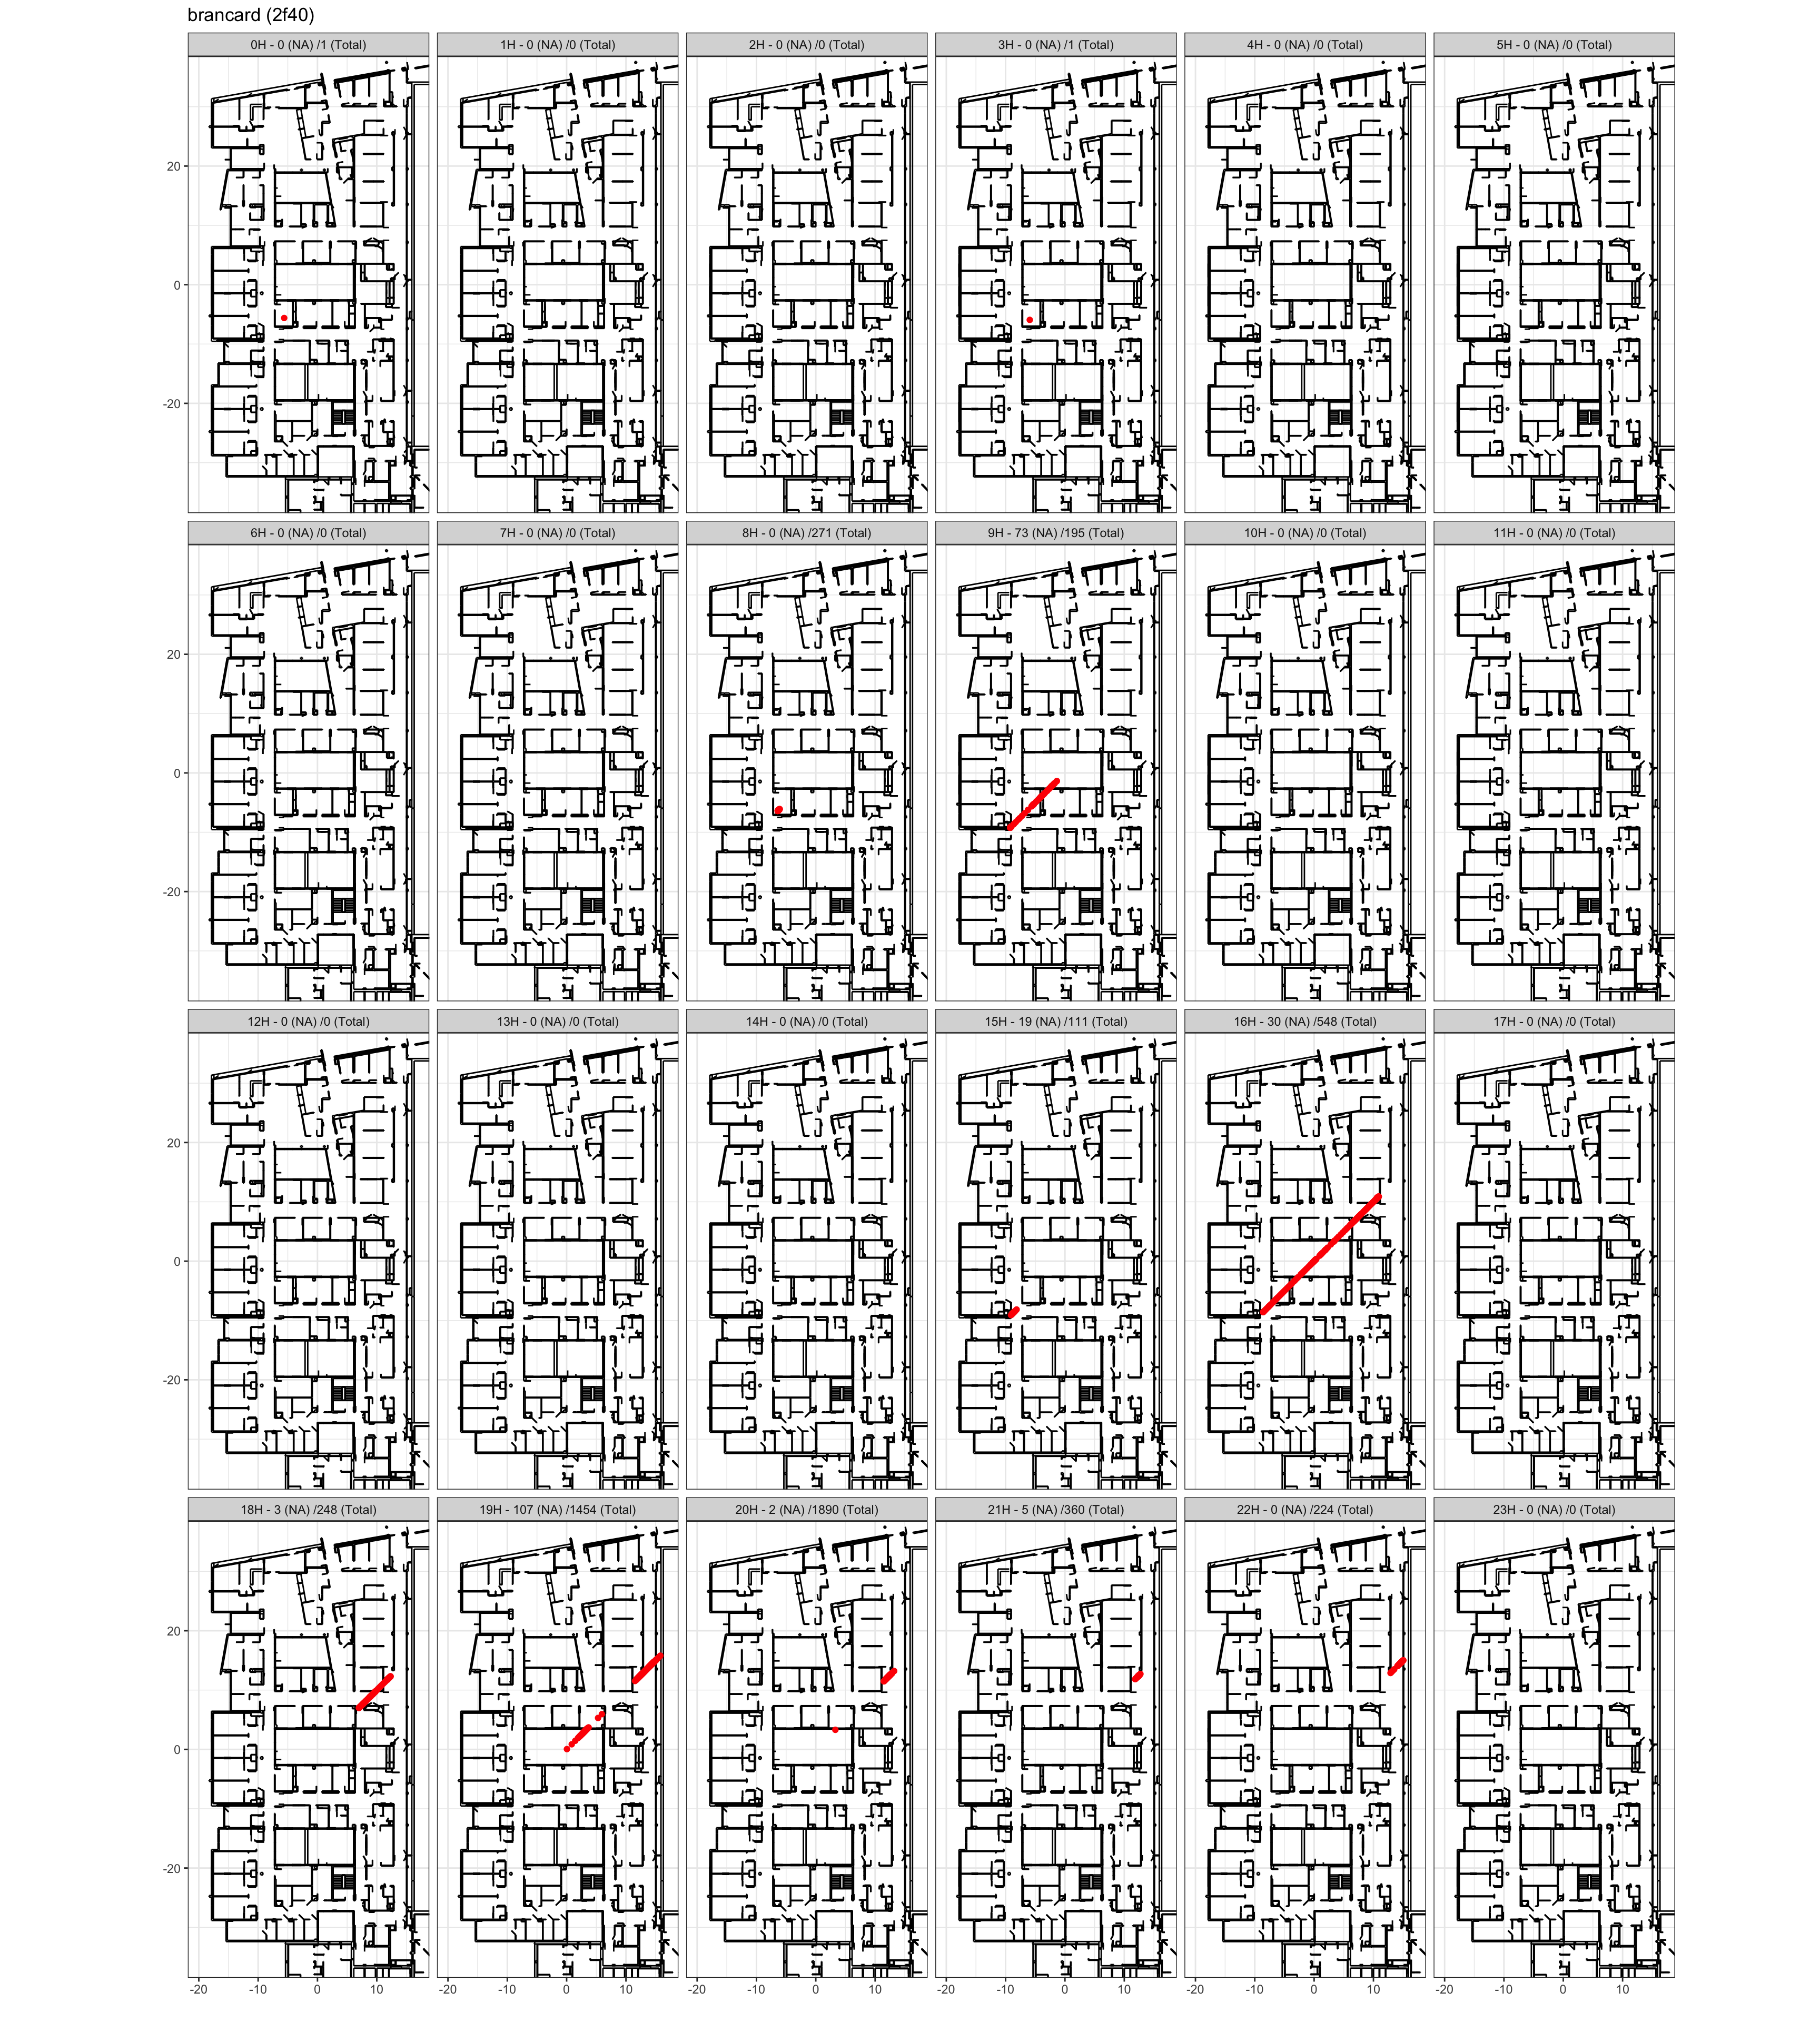 brancard (2f40)
0H - 0 (NA) /1 (Total)
1H - 0 (NA) /0 (Total)
2H - 0 (NA) /0 (Total)
3H - 0 (NA) /1 (Total)
4H - 0 (NA) /0 (Total)
5H - 0 (NA) /0 (Total)
20
0
-20
6H - 0 (NA) /0 (Total)
7H - 0 (NA) /0 (Total)
8H - 0 (NA) /271 (Total)
9H - 73 (NA) /195 (Total)
10H - 0 (NA) /0 (Total)
11H - 0 (NA) /0 (Total)
20
0
-20
12H - 0 (NA) /0 (Total)
13H - 0 (NA) /0 (Total)
14H - 0 (NA) /0 (Total)
15H - 19 (NA) /111 (Total)
16H - 30 (NA) /548 (Total)
17H - 0 (NA) /0 (Total)
20
0
-20
18H - 3 (NA) /248 (Total)
19H - 107 (NA) /1454 (Total)
20H - 2 (NA) /1890 (Total)
21H - 5 (NA) /360 (Total)
22H - 0 (NA) /224 (Total)
23H - 0 (NA) /0 (Total)
20
0
-20
-20 -10 0 10
-20 -10 0 10
-20 -10 0 10
-20 -10 0 10
-20 -10 0 10
-20 -10 0 10